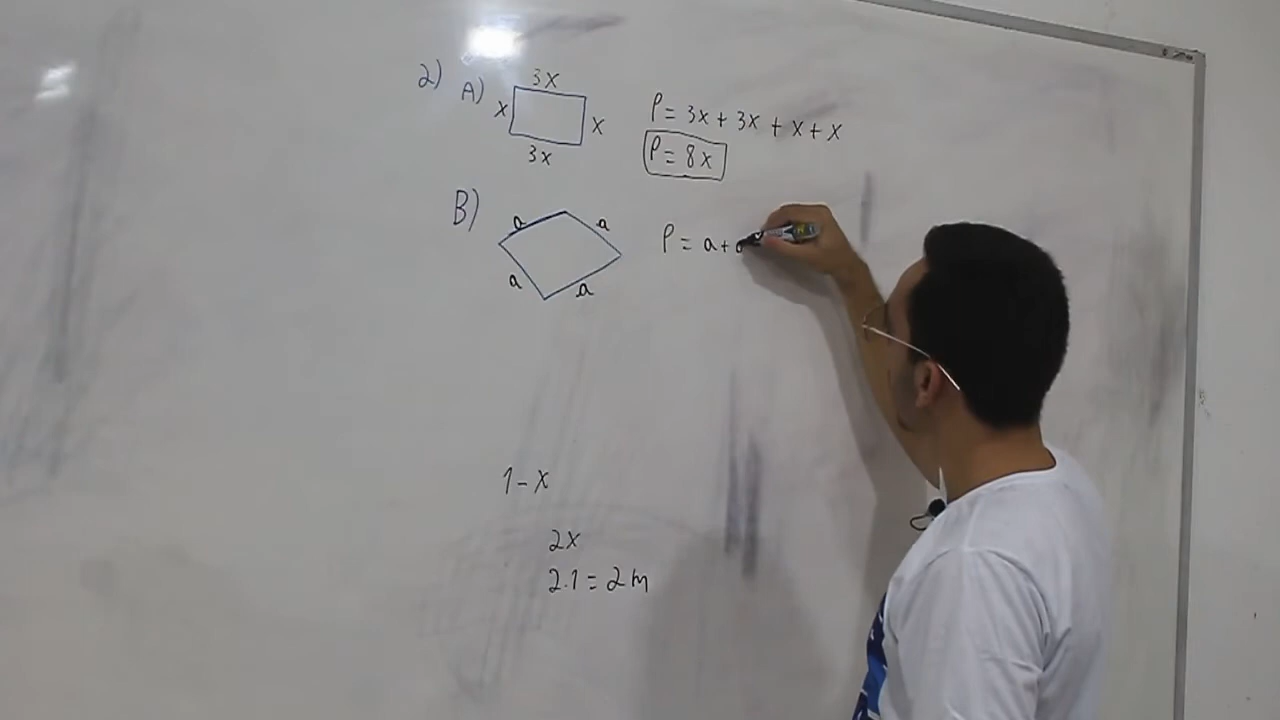 2) A) 3x
x
x
3x
P = 3x + 3x + x + x
P = 8x
B)
a
a
a
a
P = a +
1 - x
2x
2.1 = 2m